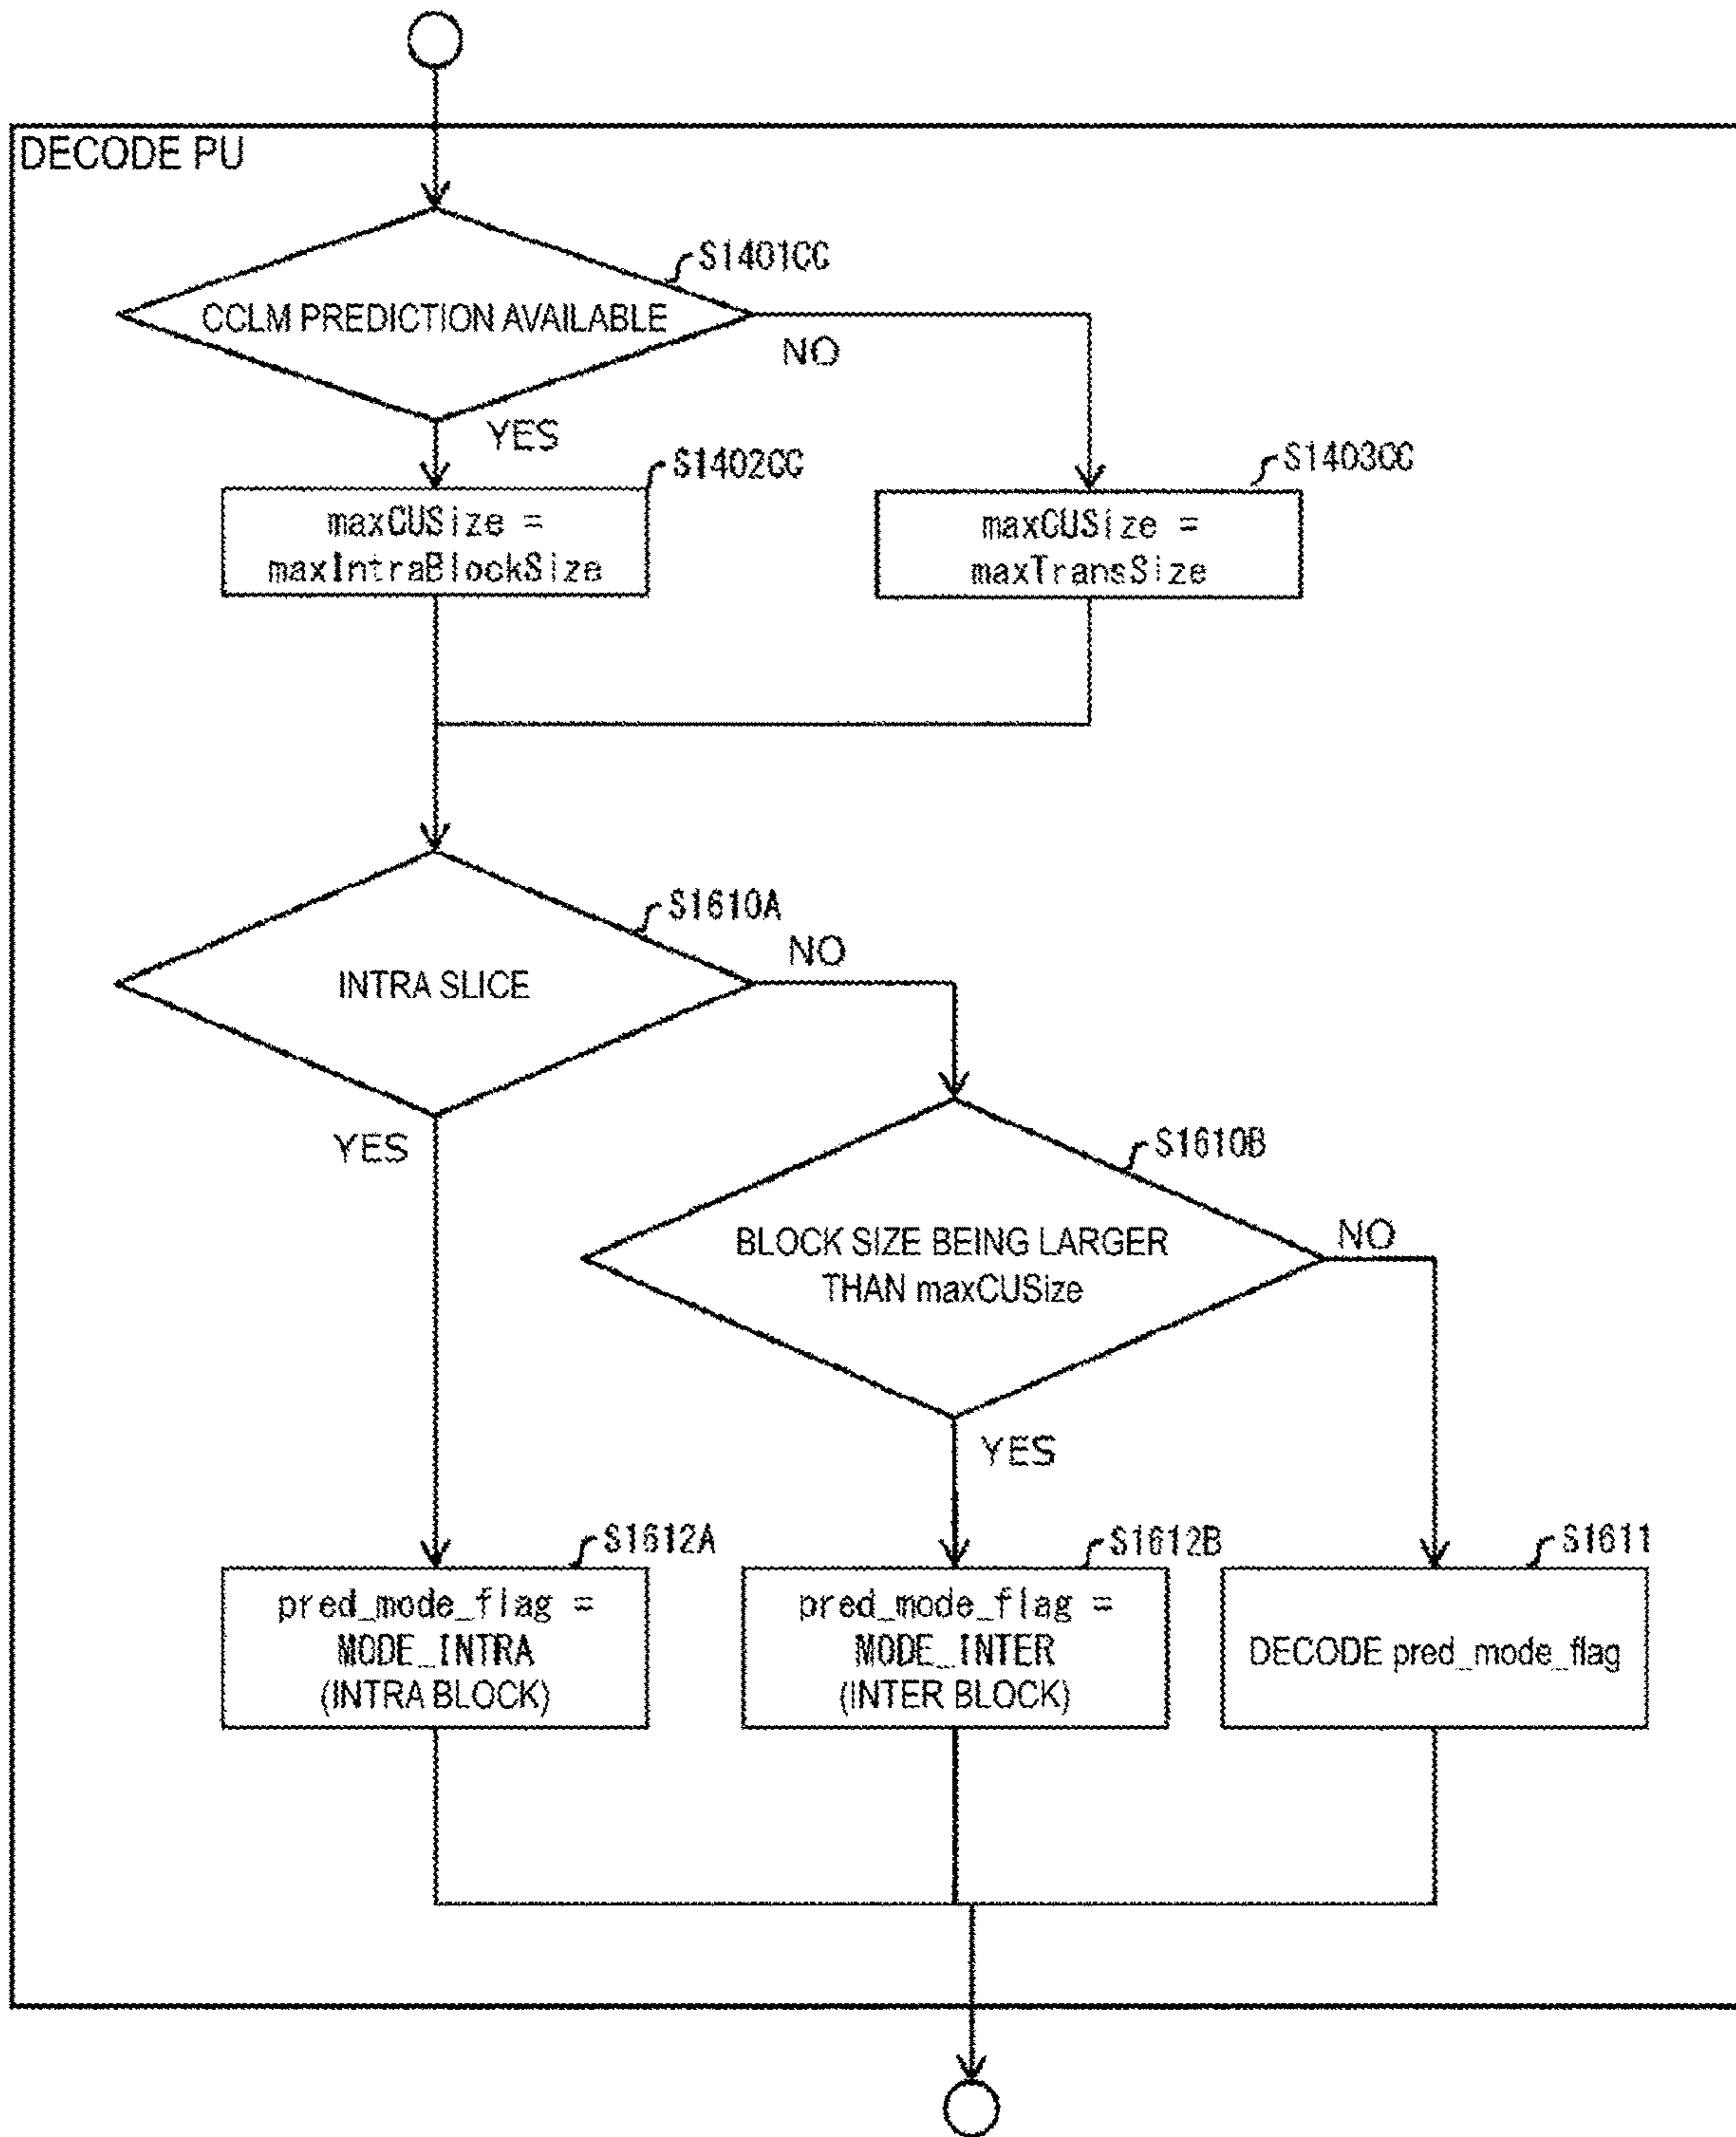 DECODE PU
S1401CC
CCLM PREDICTION AVAILABLE
NO
YES
S1402CC
S1403CC
maxCUSize =
maxIntraBlockSize
maxCUSize =
maxTransSize
S1610A
NO
INTRA SLICE
YES
S1610B
BLOCK SIZE BEING LARGER
THAN maxCUSize
NO
YES
S1612A
S1612B
S1611
pred_mode_flag =
MODE_INTRA
(INTRA BLOCK)
pred_mode_flag =
MODE_INTER
(INTER BLOCK)
DECODE pred_mode_flag